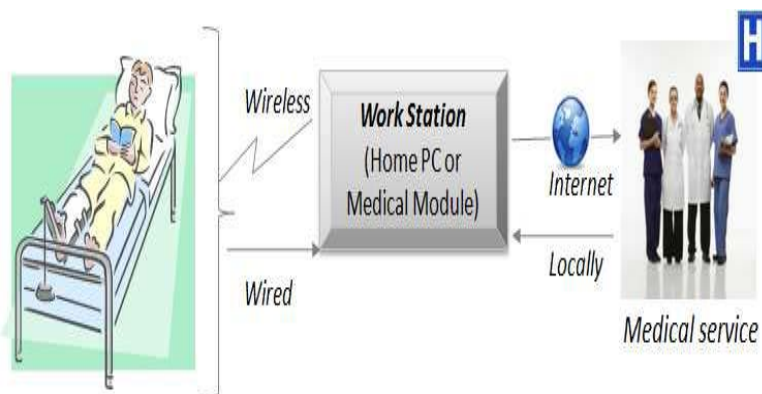 Wireless
Wired
Work Station
(Home PC or
Medical Module)
Internet
Locally
H
Medical service